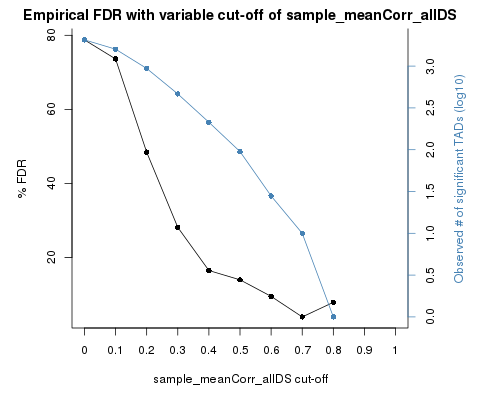 Empirical FDR with variable cut-off of sample_meanCorr_allDS
% FDR
80
60
40
20
3.0
2.5
2.0
1.5
1.0
0.5
0.0
Observed # of significant TADs (log10)
0 0.1 0.2 0.3 0.4 0.5 0.6 0.7 0.8 0.9 1
sample_meanCorr_allDS cut-off